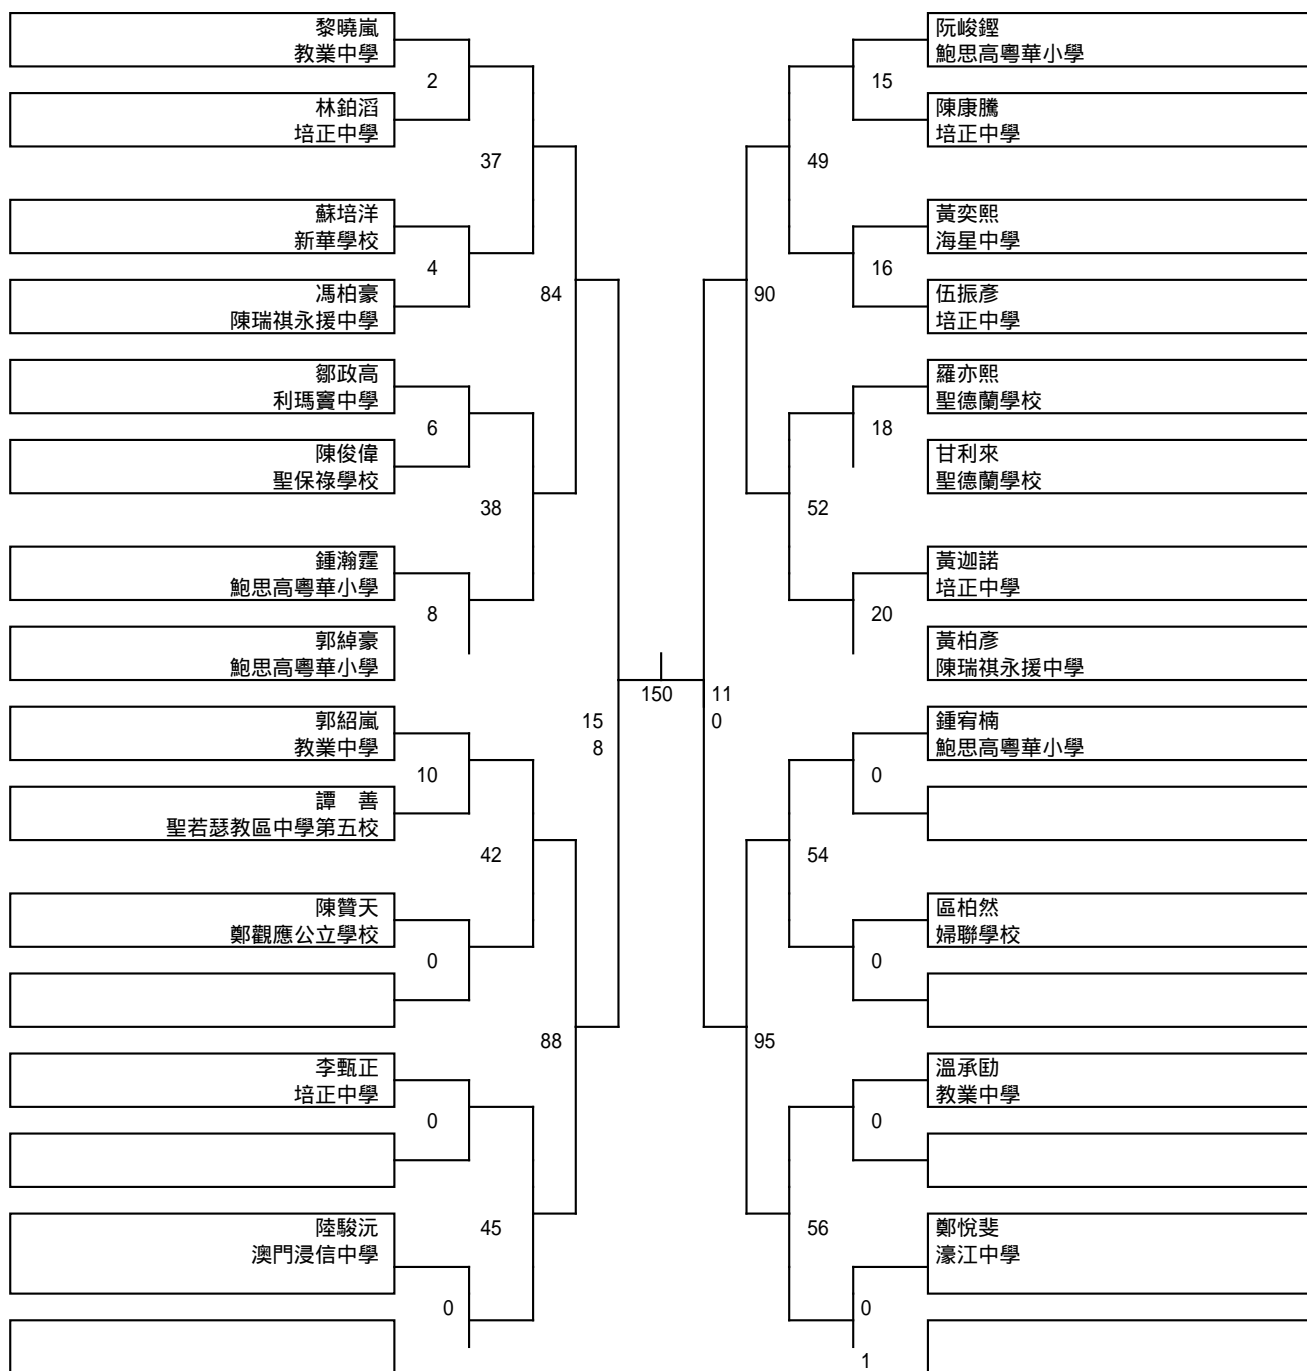 黎曉嵐
教業中學
2
林鉑滔
培正中學
37
蘇培洋
新華學校
4
馮柏豪
陳瑞祺永援中學
84
鄒政高
利瑪竇中學
6
陳俊偉
聖保祿學校
38
鍾瀚霆
鮑思高粵華小學
8
郭綽豪
鮑思高粵華小學
15
8
郭紹嵐
教業中學
10
譚　善
聖若瑟教區中學第五校
42
陳贊天
鄭觀應公立學校
0
88
李甄正
培正中學
0
45
陸駿沅
澳門浸信中學
0
150
阮峻鏗
鮑思高粵華小學
15
陳康騰
培正中學
49
黃奕熙
海星中學
16
伍振彥
培正中學
90
羅亦熙
聖德蘭學校
18
甘利來
聖德蘭學校
52
黃迦諾
培正中學
20
黃柏彥
陳瑞祺永援中學
11
0
鍾宥楠
鮑思高粵華小學
0
54
區柏然
婦聯學校
0
95
溫承劻
教業中學
0
56
鄭悅斐
濠江中學
0
1